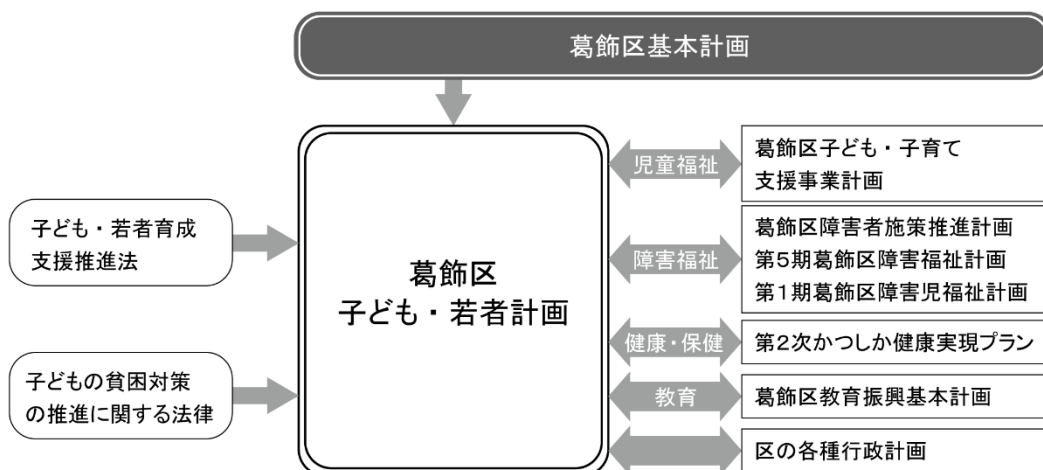 葛飾区基本計画
子ども・若者育成
支援推進法
子どもの貧困対策
の推進に関する法律
葛飾区
子ども・若者計画
児童福祉
葛飾区子ども・子育て
支援事業計画
障害福祉
葛飾区障害者施策推進計画
第5期葛飾区障害福祉計画
第1期葛飾区障害児福祉計画
健康・保健
第2次かつしか健康実現プラン
教育
葛飾区教育振興基本計画
区の各種行政計画